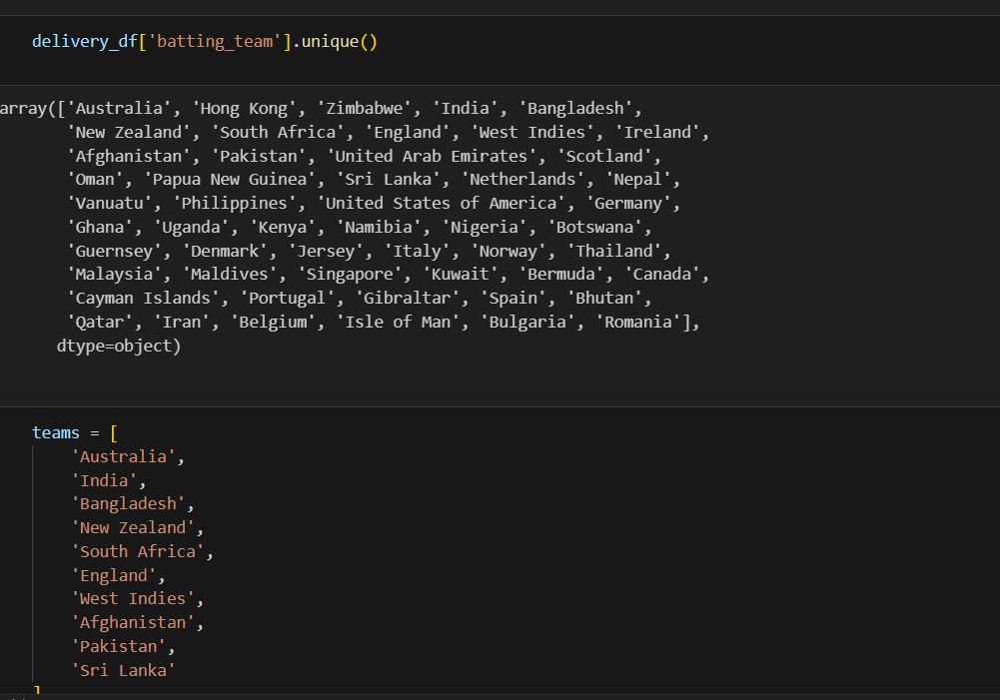 delivery_df['batting_team'].unique()
array(['Australia', 'Hong Kong', 'Zimbabwe', 'India', 'Bangladesh',
'New Zealand', 'South Africa', 'England', 'West Indies', 'Ireland',
'Afghanistan', 'Pakistan', 'United Arab Emirates', 'Scotland',
'Oman', 'Papua New Guinea', 'Sri Lanka', 'Netherlands', 'Nepal',
'Vanuatu', 'Philippines', 'United States of America', 'Germany',
'Ghana', 'Uganda', 'Kenya', 'Namibia', 'Nigeria', 'Botswana',
'Guernsey', 'Denmark', 'Jersey', 'Italy', 'Norway', 'Thailand',
'Malaysia', 'Maldives', 'Singapore', 'Kuwait', 'Bermuda', 'Canada',
'Cayman Islands', 'Portugal', 'Gibraltar', 'Spain', 'Bhutan',
'Qatar', 'Iran', 'Belgium', 'Isle of Man', 'Bulgaria', 'Romania'],
dtype=object)
teams = [
'Australia',
'India',
'Bangladesh',
'New Zealand',
'South Africa',
'England',
'West Indies',
'Afghanistan',
'Pakistan',
'Sri Lanka'
]